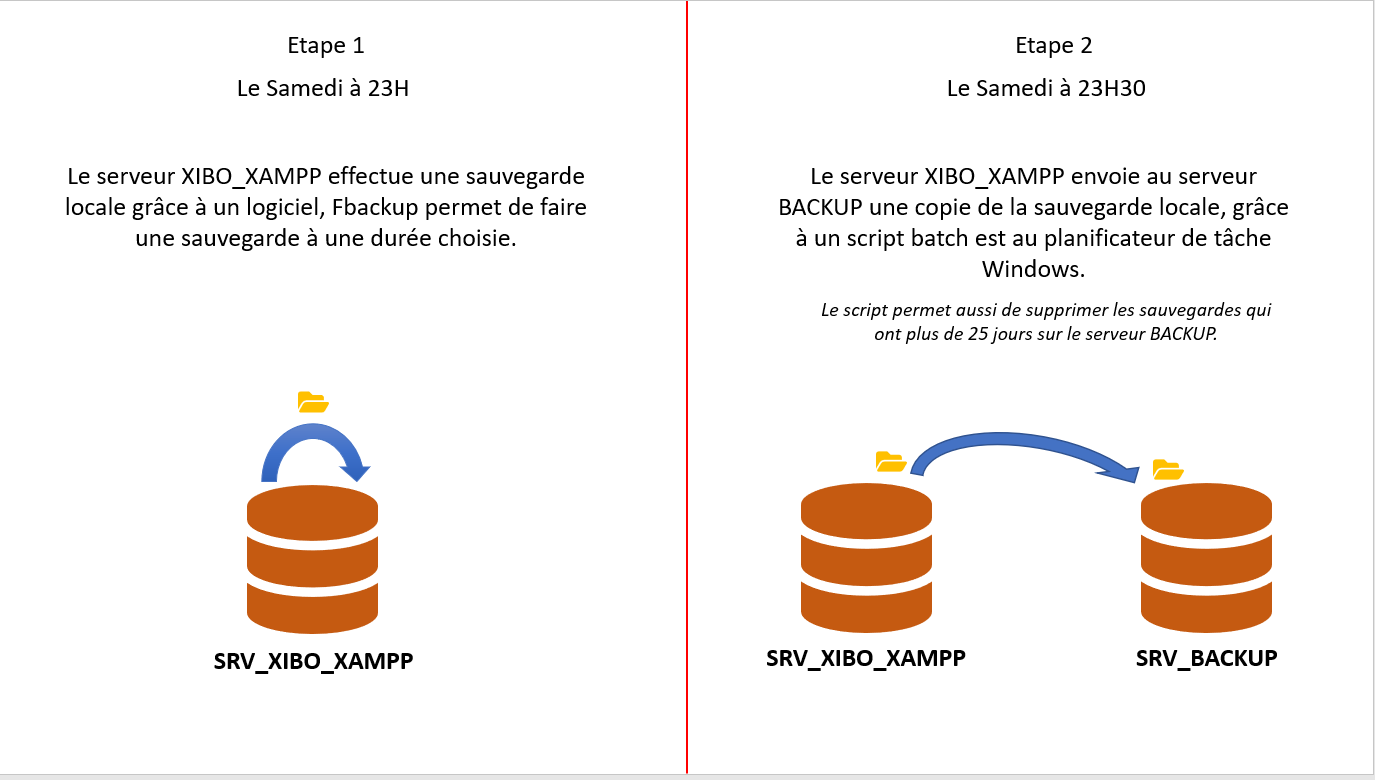 Etape 1
Le Samedi à 23H
Le serveur XIBO_XAMPP effectue une sauvegarde
locale grâce à un logiciel, Fbackup permet de faire
une sauvegarde à une durée choisie.
SRV_XIBO_XAMPP
Etape 2
Le Samedi à 23H30
Le serveur XIBO_XAMPP envoie au serveur
BACKUP une copie de la sauvegarde locale, grâce
à un script batch est au planificateur de tâche
Windows.
Le script permet aussi de supprimer les sauvegardes qui
ont plus de 25 jours sur le serveur BACKUP.
SRV_XIBO_XAMPP
SRV_BACKUP